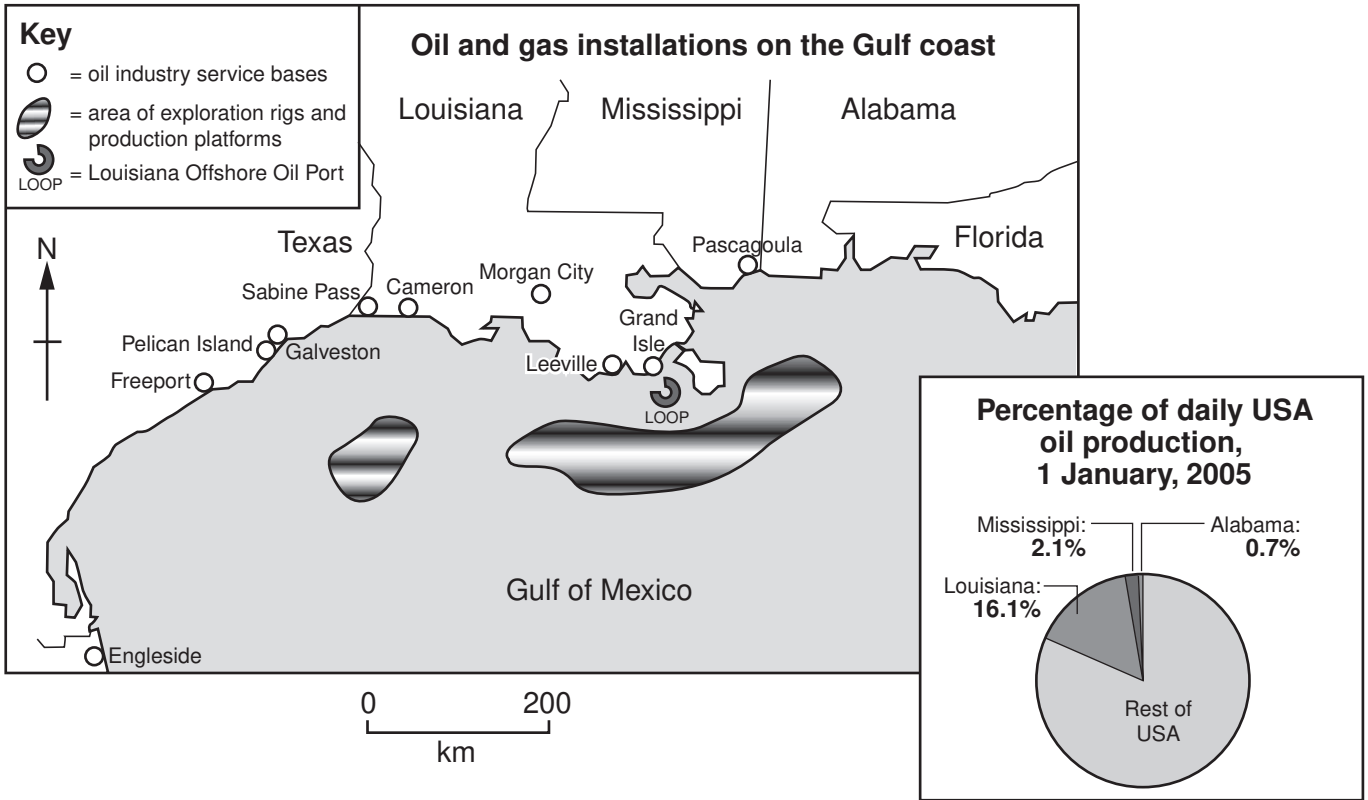 Key
= oil industry service bases
= area of exploration rigs and
production platforms
LOOP
= Louisiana Offshore Oil Port
Oil and gas installations on the Gulf coast
Louisiana
Mississippi
Alabama
Texas
Florida
N
Pascagoula
Morgan City
Sabine Pass
Cameron
Grand
Isle
Pelican Island
Galveston
Leeville
Freeport
LOOP
Gulf of Mexico
Engleside
0
200
km
Percentage of daily USA
oil production,
1 January, 2005
Mississippi:
2.1%
Alabama:
0.7%
Louisiana:
16.1%
Rest of
USA